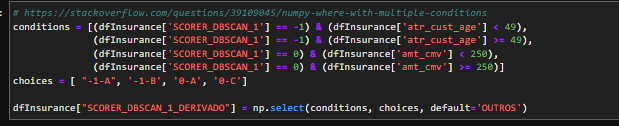 # https://stackoverflow.com/questions/39109045/numpy-where-with-multiple-conditions
conditions = [(dfInsurance['SCORER_DBSCAN_1'] == -1) & (dfInsurance['atr_cust_age'] < 49),
(dfInsurance['SCORER_DBSCAN_1'] == -1) & (dfInsurance['atr_cust_age'] >= 49),
(dfInsurance['SCORER_DBSCAN_1'] == 0) & (dfInsurance['amt_cmv'] < 250),
(dfInsurance['SCORER_DBSCAN_1'] == 0) & (dfInsurance['amt_cmv'] >= 250)]
choices = [ "-1-A", '-1-B', '0-A', '0-C']
dfInsurance["SCORER_DBSCAN_1_DERIVADO"] = np.select(conditions, choices, default='OUTROS')